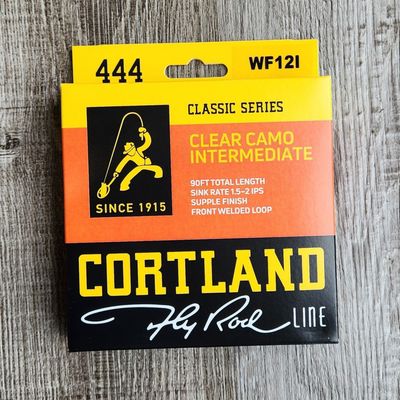 444
WF12I
CLASSIC SERIES
CLEAR CAMO
INTERMEDIATE
90FT TOTAL LENGTH
SINK RATE 1.5–2 IPS
SUPPLE FINISH
FRONT WELDED LOOP
SINCE 1915
CORTLAND
Fly Rod LINE